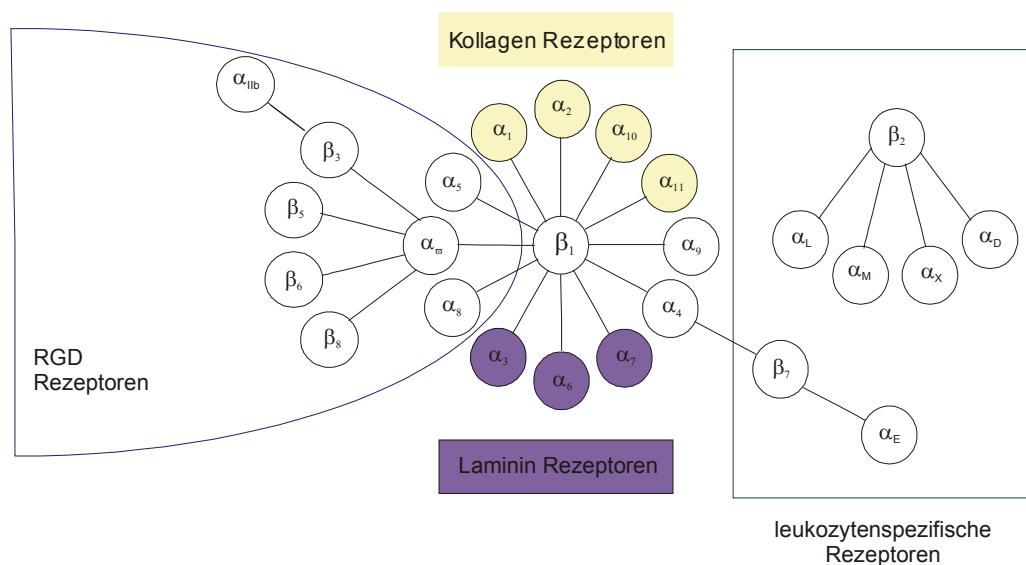 Kollagen Rezeptoren
α₁
α₂
α₁₀
α₁₁
α₅
α₉
β₁
α₈
α₄
α₃
α₆
α₇
Laminin Rezeptoren
αIIb
β₃
β₅
αϖ
β₆
β₈
RGD
Rezeptoren
β₂
αL
αM
αX
αD
β₇
αE
leukozytenspezifische
Rezeptoren